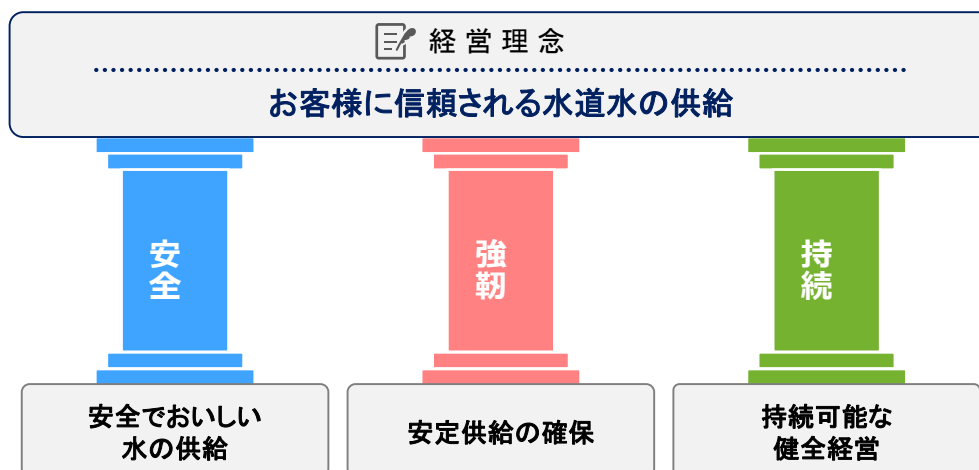 経営理念
お客様に信頼される水道水の供給
安全
強靭
持続
安全でおいしい
水の供給
安定供給の確保
持続可能な
健全経営